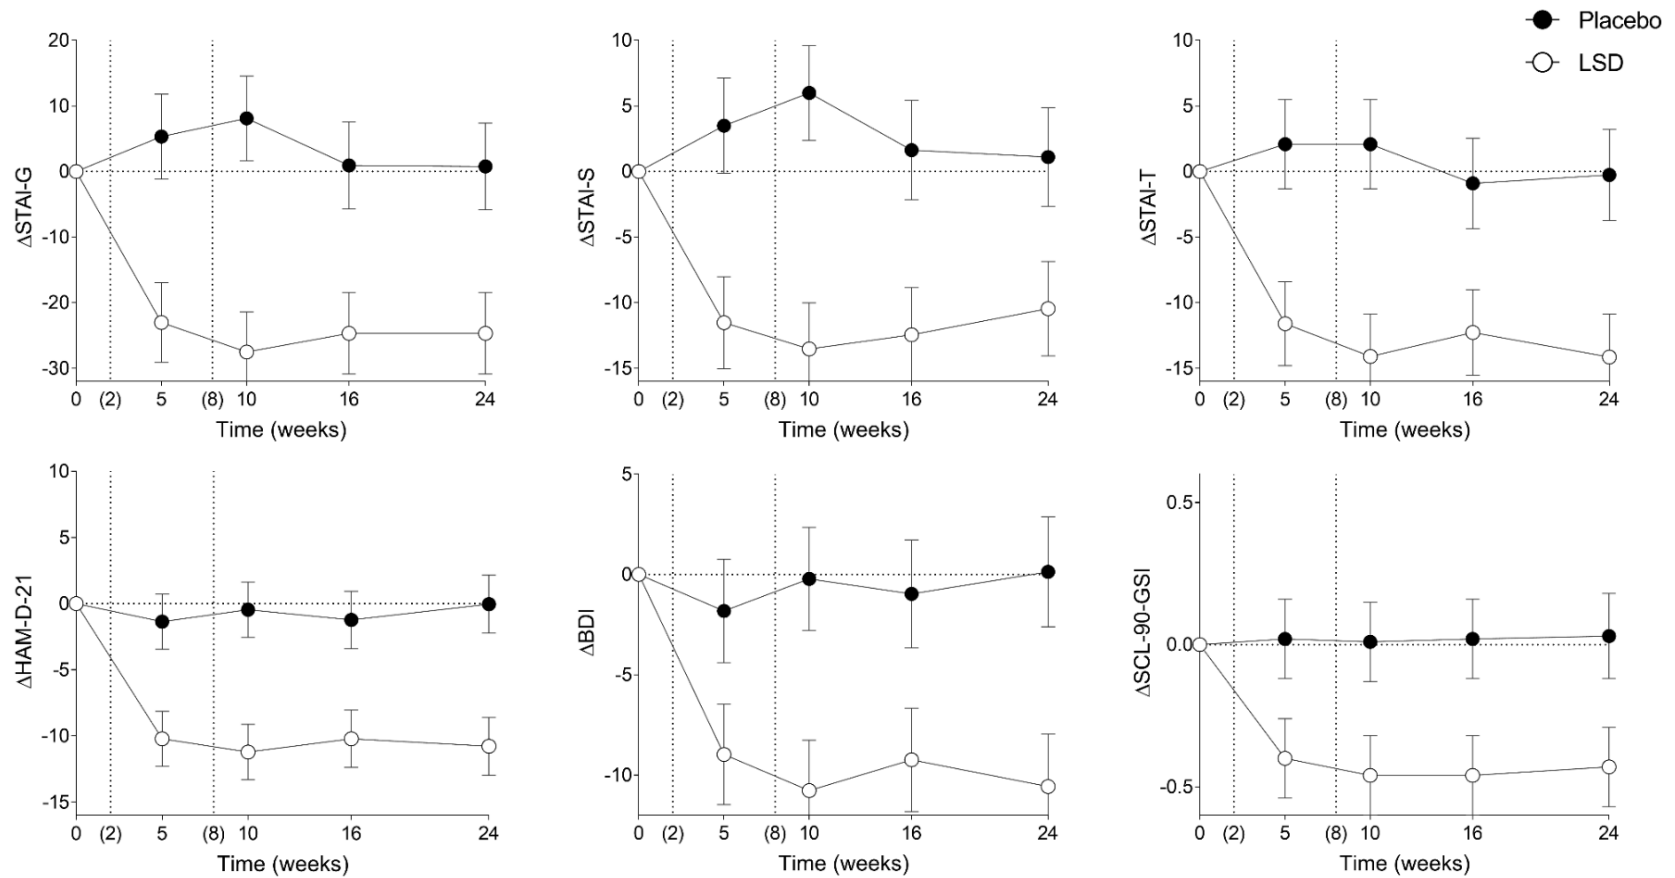 Placebo
LSD
20
10
0
-10
-20
-30
ΔSTAI-G
0 (2) 5 (8) 10 16 24
Time (weeks)
10
5
0
-5
-10
-15
ΔSTAI-S
0 (2) 5 (8) 10 16 24
Time (weeks)
10
5
0
-5
-10
-15
ΔSTAI-T
0 (2) 5 (8) 10 16 24
Time (weeks)
10
5
0
-5
-10
-15
ΔHAM-D-21
0 (2) 5 (8) 10 16 24
Time (weeks)
5
0
-5
-10
ΔBDI
0 (2) 5 (8) 10 16 24
Time (weeks)
0.5
0.0
-0.5
ΔSCL-90-GSI
0 (2) 5 (8) 10 16 24
Time (weeks)